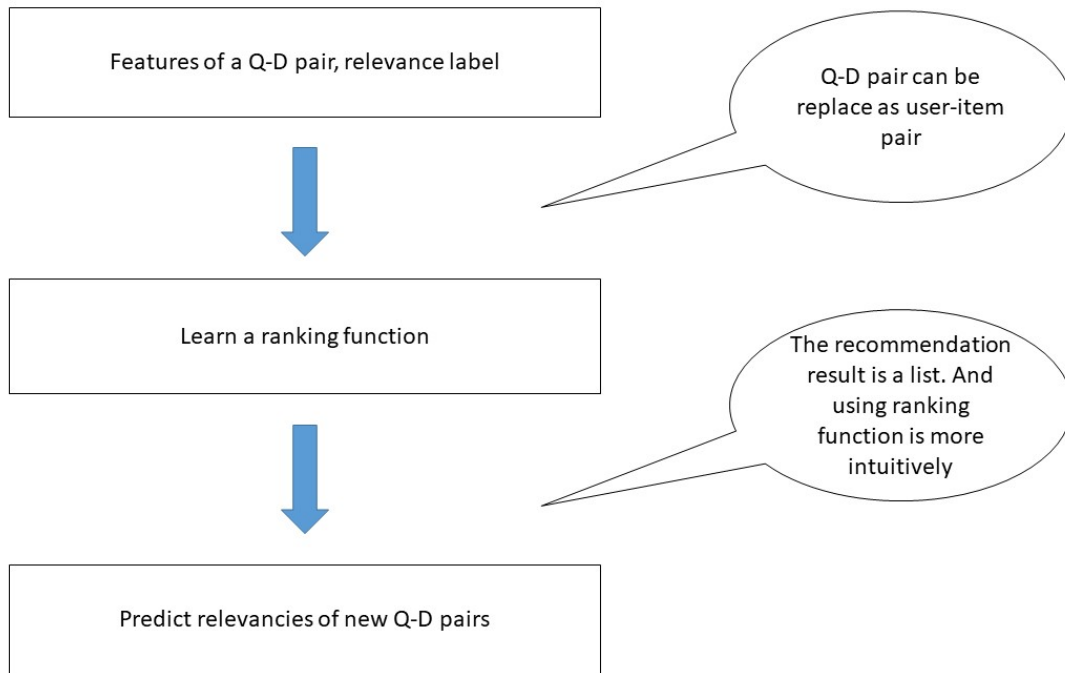 Features of a Q-D pair, relevance label
Q-D pair can be
replace as user-item
pair
Learn a ranking function
The recommendation
result is a list. And
using ranking
function is more
intuitively
Predict relevancies of new Q-D pairs